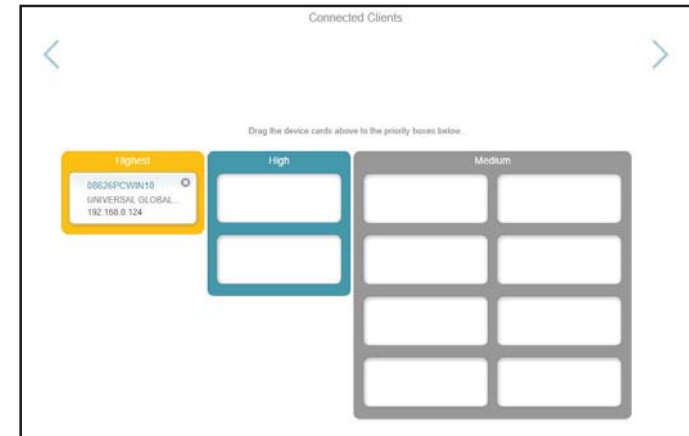 Connected Clients
Drag the device cards above to the priority boxes below.
Highest
High
Medium
08626PCWIN10
UNIVERSAL GLOBAL...
192.168.0.124